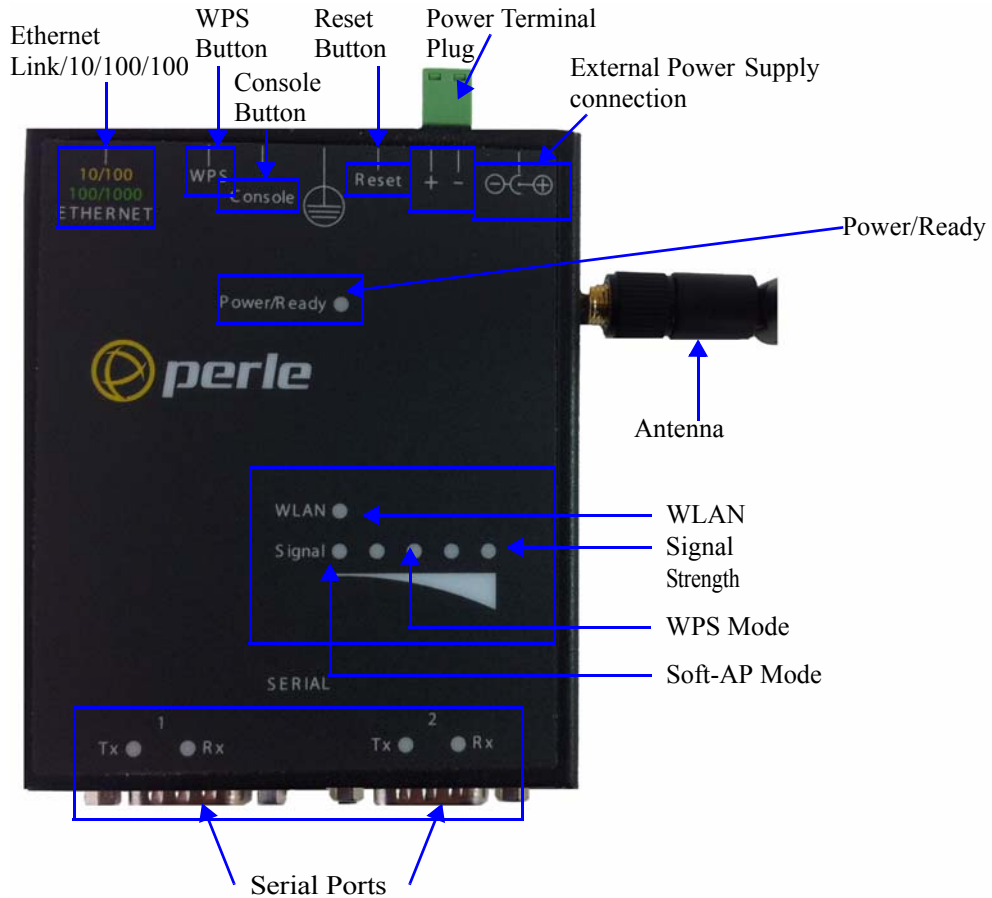 Ethernet
Link/10/100/100
WPS
Button
Console
Button
Reset
Button
Power Terminal
Plug
External Power Supply
connection
10/100
100/1000
ETHERNET
WPS
Console
Reset
+ -
Power/Ready
Power/Ready
perle
Antenna
WLAN
WLAN
Signal
Signal
Strength
WPS Mode
Soft-AP Mode
SERIAL
1 2
Tx Rx Tx Rx
Serial Ports